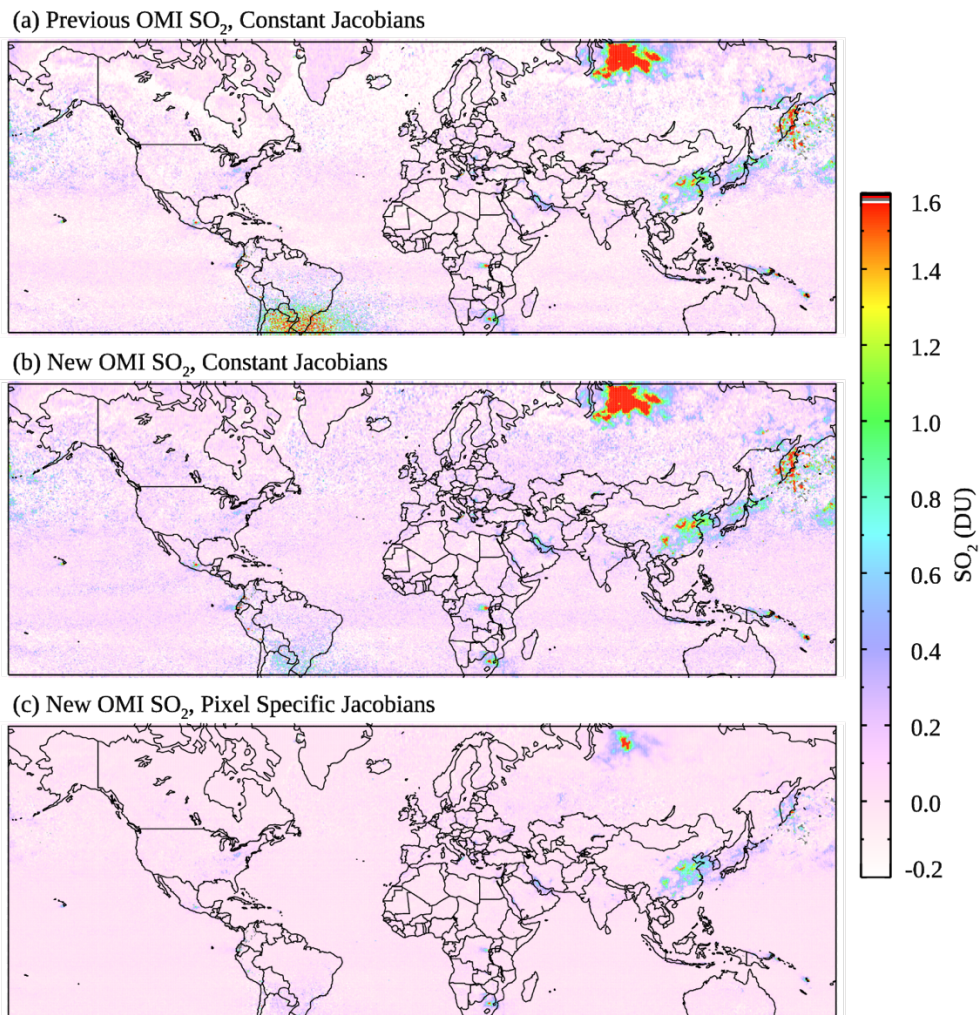 (a) Previous OMI SO₂, Constant Jacobians
(b) New OMI SO₂, Constant Jacobians
(c) New OMI SO₂, Pixel Specific Jacobians
1.6
1.4
1.2
1.0
0.8
0.6
0.4
0.2
0.0
-0.2
SO₂ (DU)